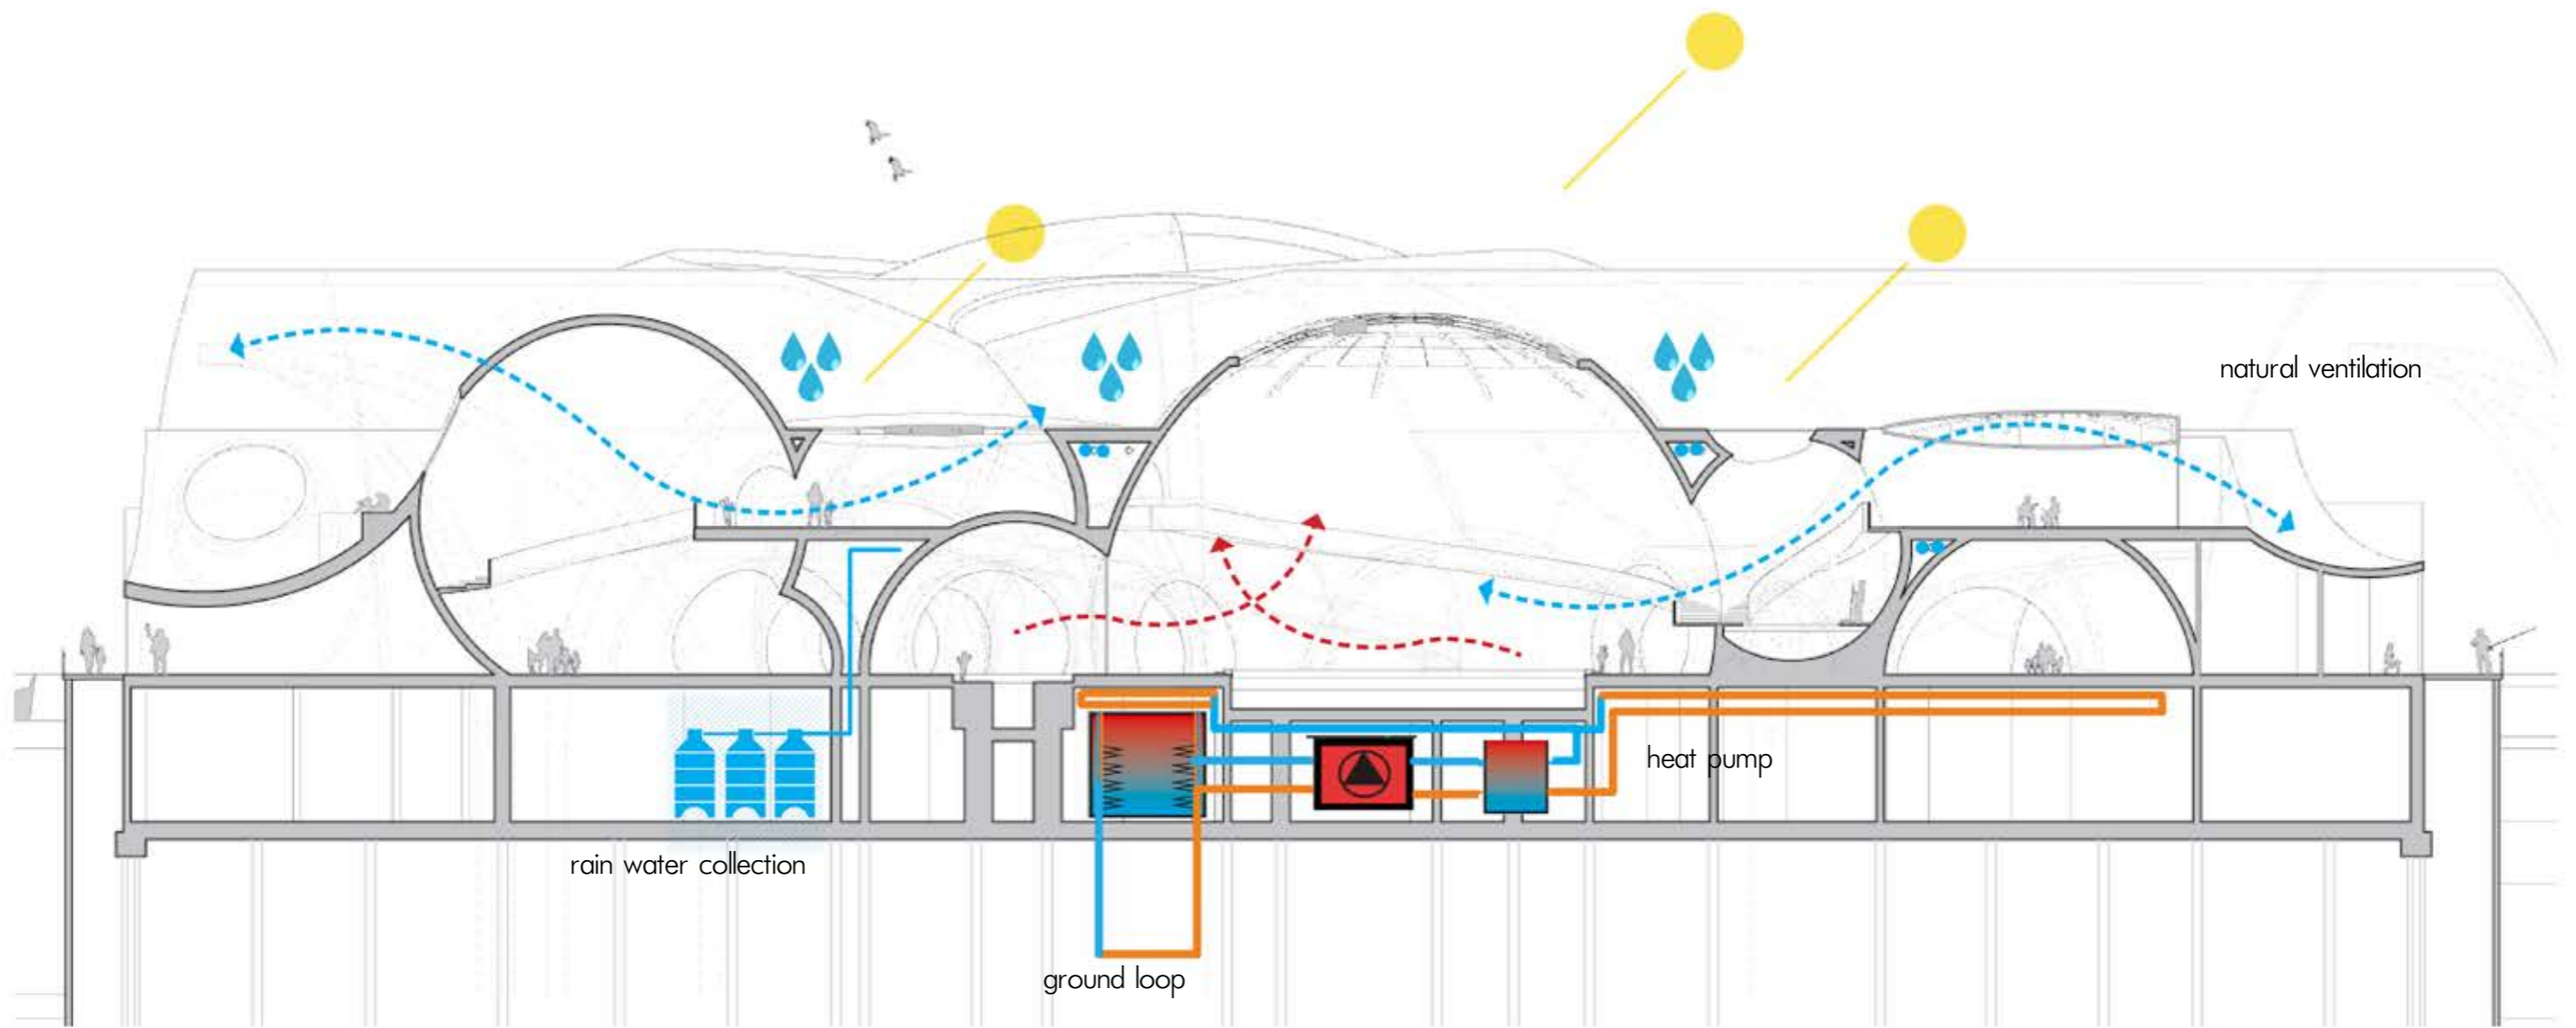 natural ventilation
heat pump
rain water collection
ground loop